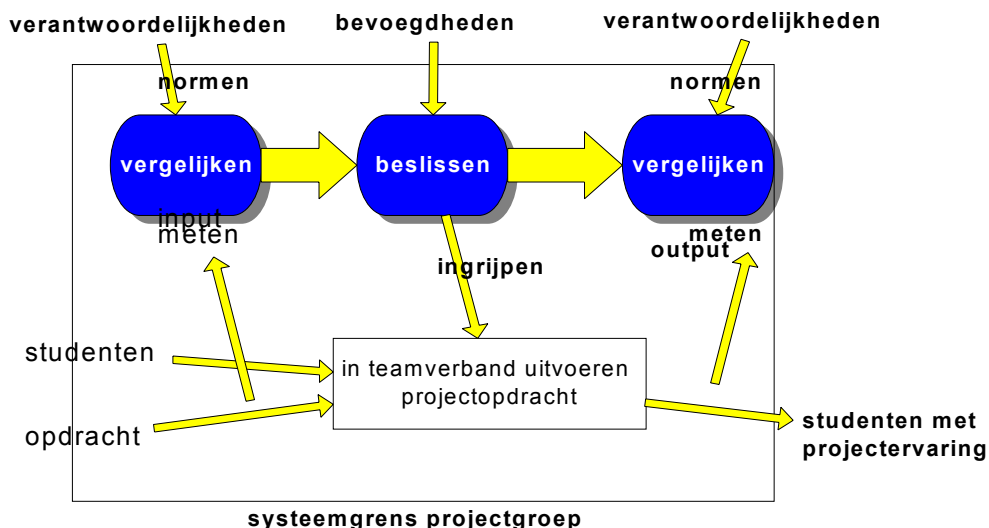 verantwoordelijkheden
bevoegdheden
verantwoordelijkheden
normen
normen
vergelijken
beslissen
vergelijken
input
meten
meten
output
ingrijpen
studenten
in teamverband uitvoeren
projectopdracht
opdracht
studenten met
projectervaring
systeemgrens projectgroep